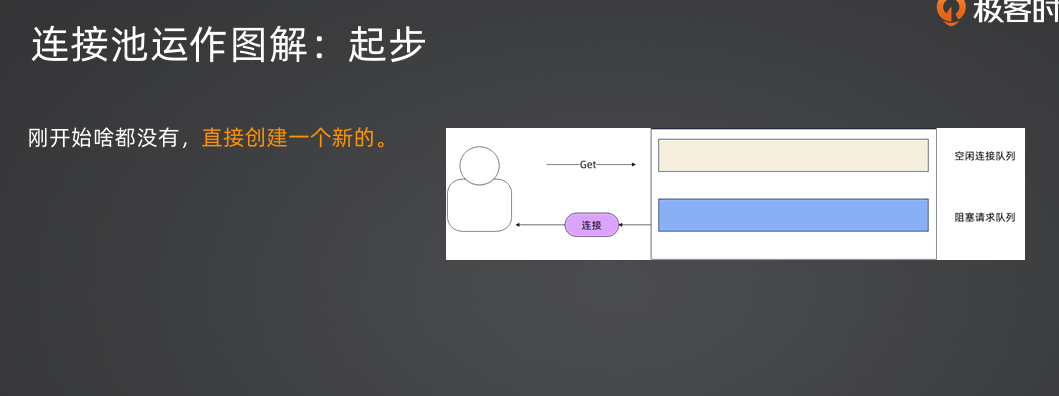 极客时
连接池运作图解：起步
刚开始啥都没有，直接创建一个新的。
Get
空闲连接队列
连接
阻塞请求队列